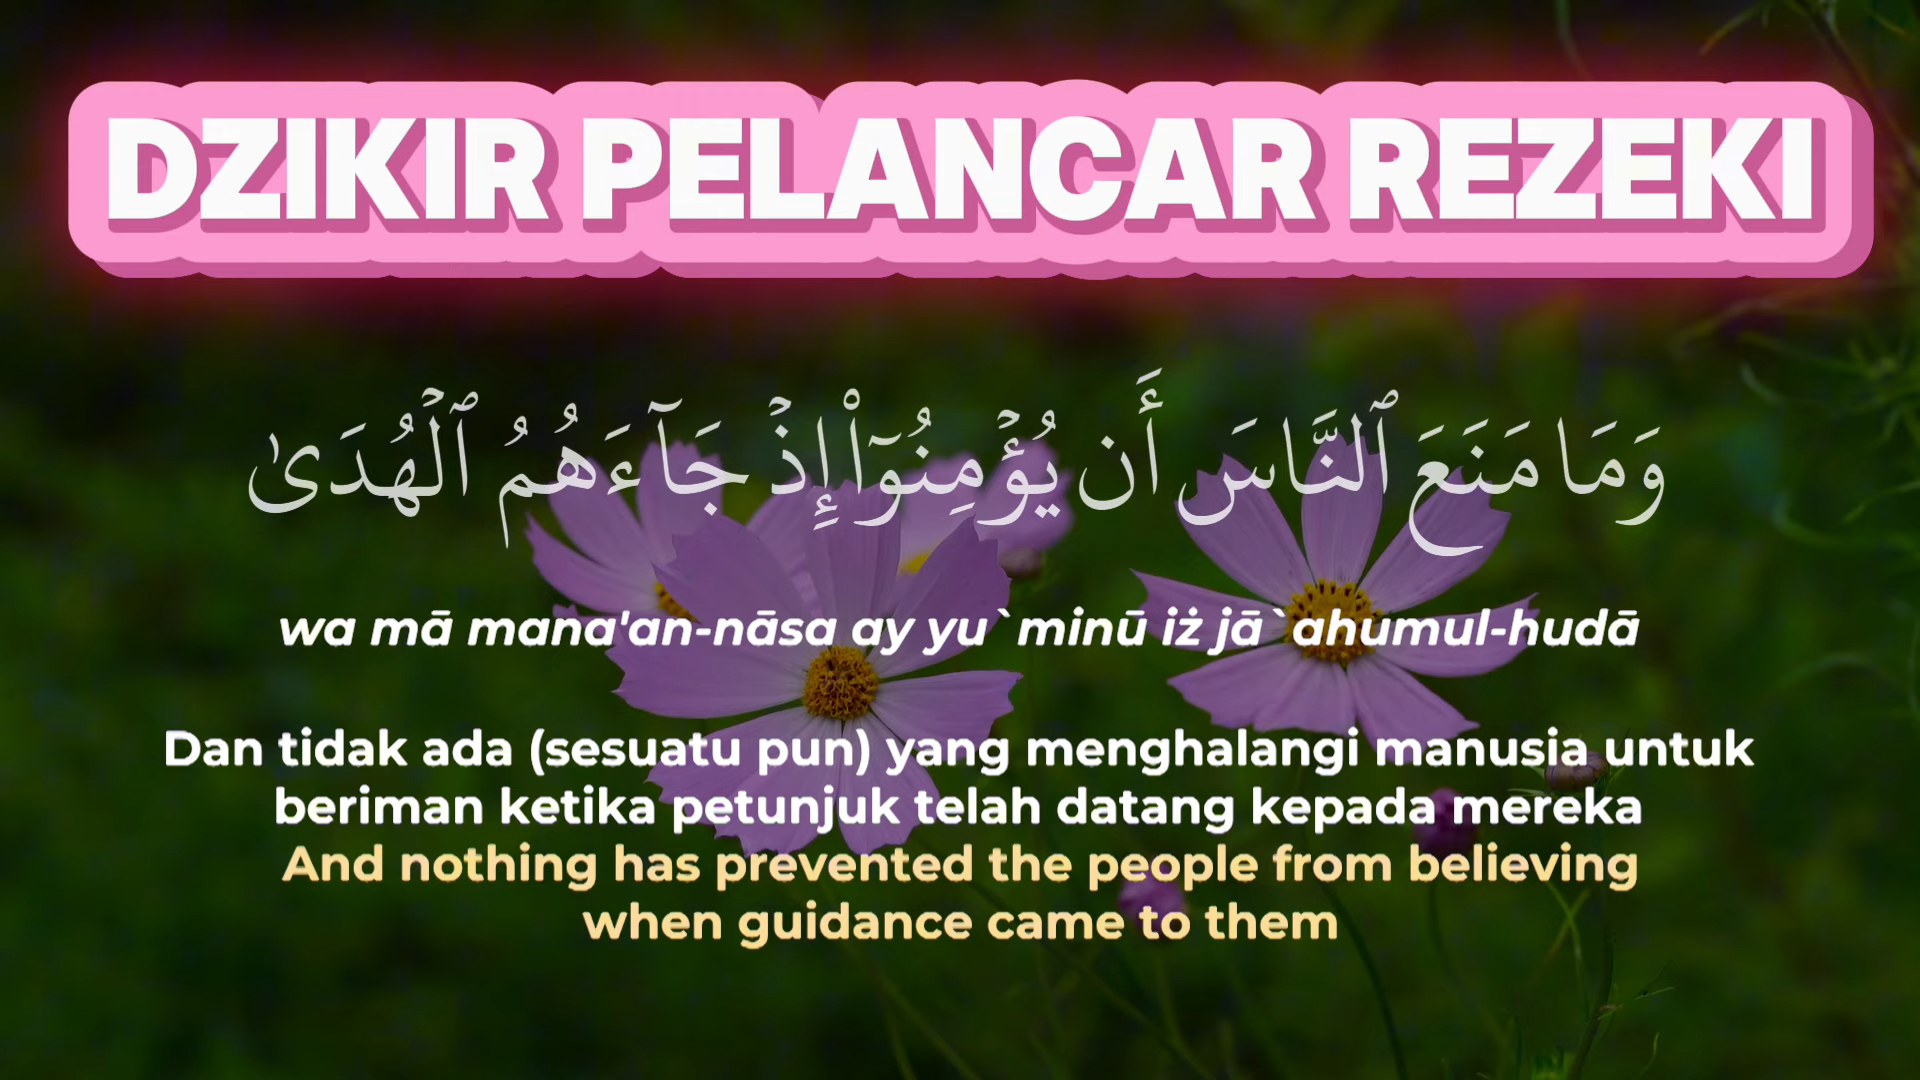 DZIKIR PELANCAR REZEKI
وَمَا مَنَعَ ٱلنَّاسَ أَن يُؤۡمِنُوٓاْ إِذۡ جَآءَهُمُ ٱلۡهُدَىٰ
wa mā mana'an-nāsa ay yu`minū iż jā`ahumul-hudā
Dan tidak ada (sesuatu pun) yang menghalangi manusia untuk
beriman ketika petunjuk telah datang kepada mereka
And nothing has prevented the people from believing
when guidance came to them